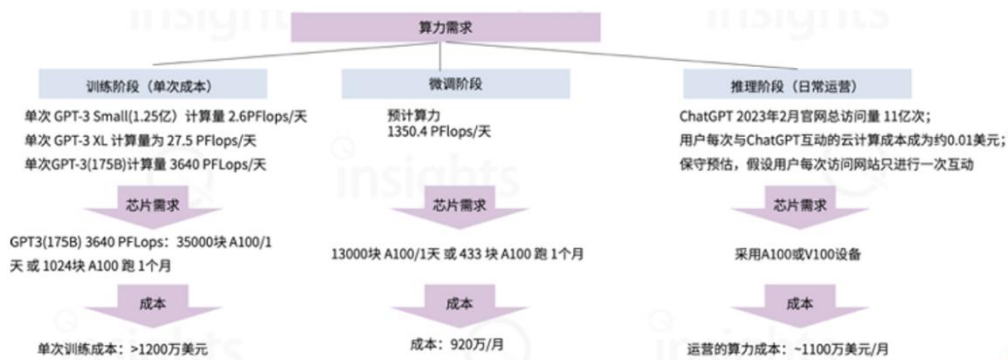 算力需求
训练阶段（单次成本）
单次 GPT-3 Small(1.25亿）计算量 2.6PFlops/天
单次 GPT-3 XL 计算量为 27.5 PFlops/天
单次GPT-3(175B)计算量 3640 PFLops/天
芯片需求
GPT3(175B) 3640 PFLops：35000块 A100/1
天 或 1024块 A100 跑 1个月
成本
单次训练成本：>1200万美元
微调阶段
预计算力
1350.4 PFlops/天
芯片需求
13000块 A100/1天 或 433 块 A100 跑 1个月
成本
成本：920万/月
推理阶段（日常运营）
ChatGPT 2023年2月官网总访问量 11亿次；
用户每次与ChatGPT互动的云计算成本成为约0.01美元；
保守预估，假设用户每次访问网站只进行一次互动
芯片需求
采用A100或V100设备
成本
运营的算力成本：~1100万美元/月
insights
insights
insights
insights
insights